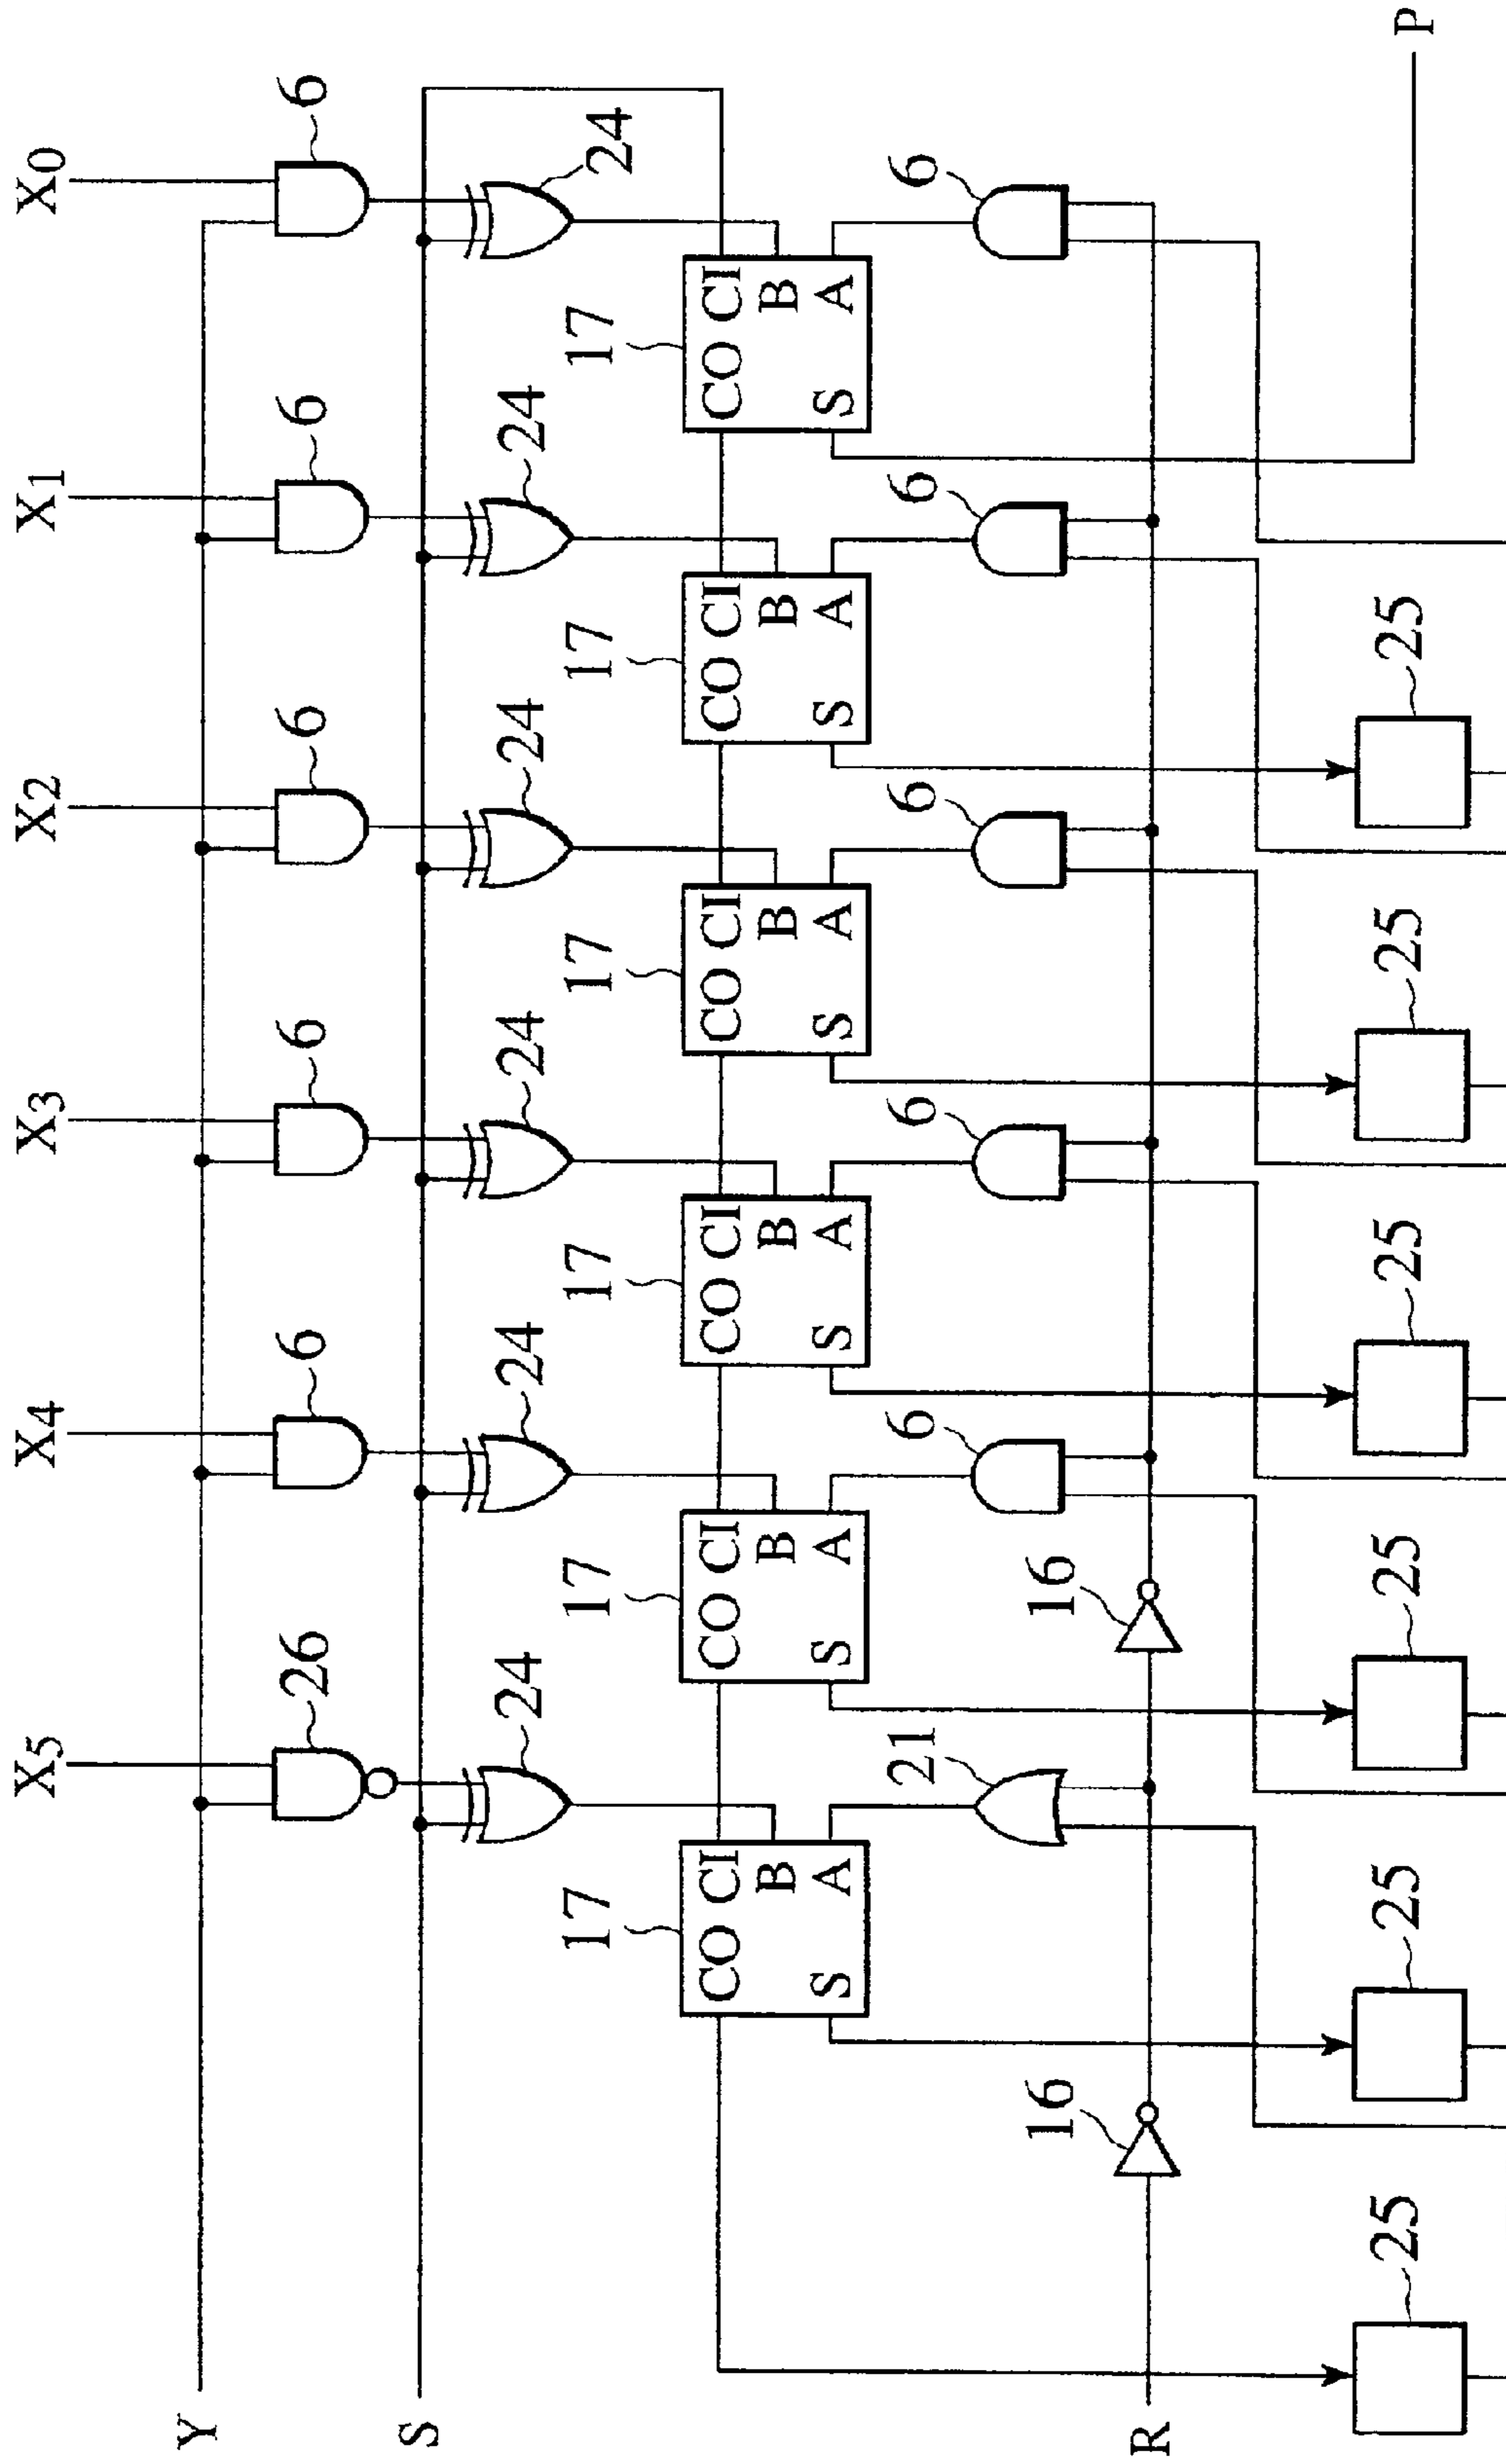 X5 X4 X3 X2 X1 X0
26 6 6 6 6 6
Y
24 24 24 24 24 24
S
17 17 17 17 17 17
CO CI CO CI CO CI CO CI CO CI CO CI
B B B B B B
S A S A S A S A S A S A
21 6 6 6 6 6
16 16
R
25 25 25 25 25 25
P